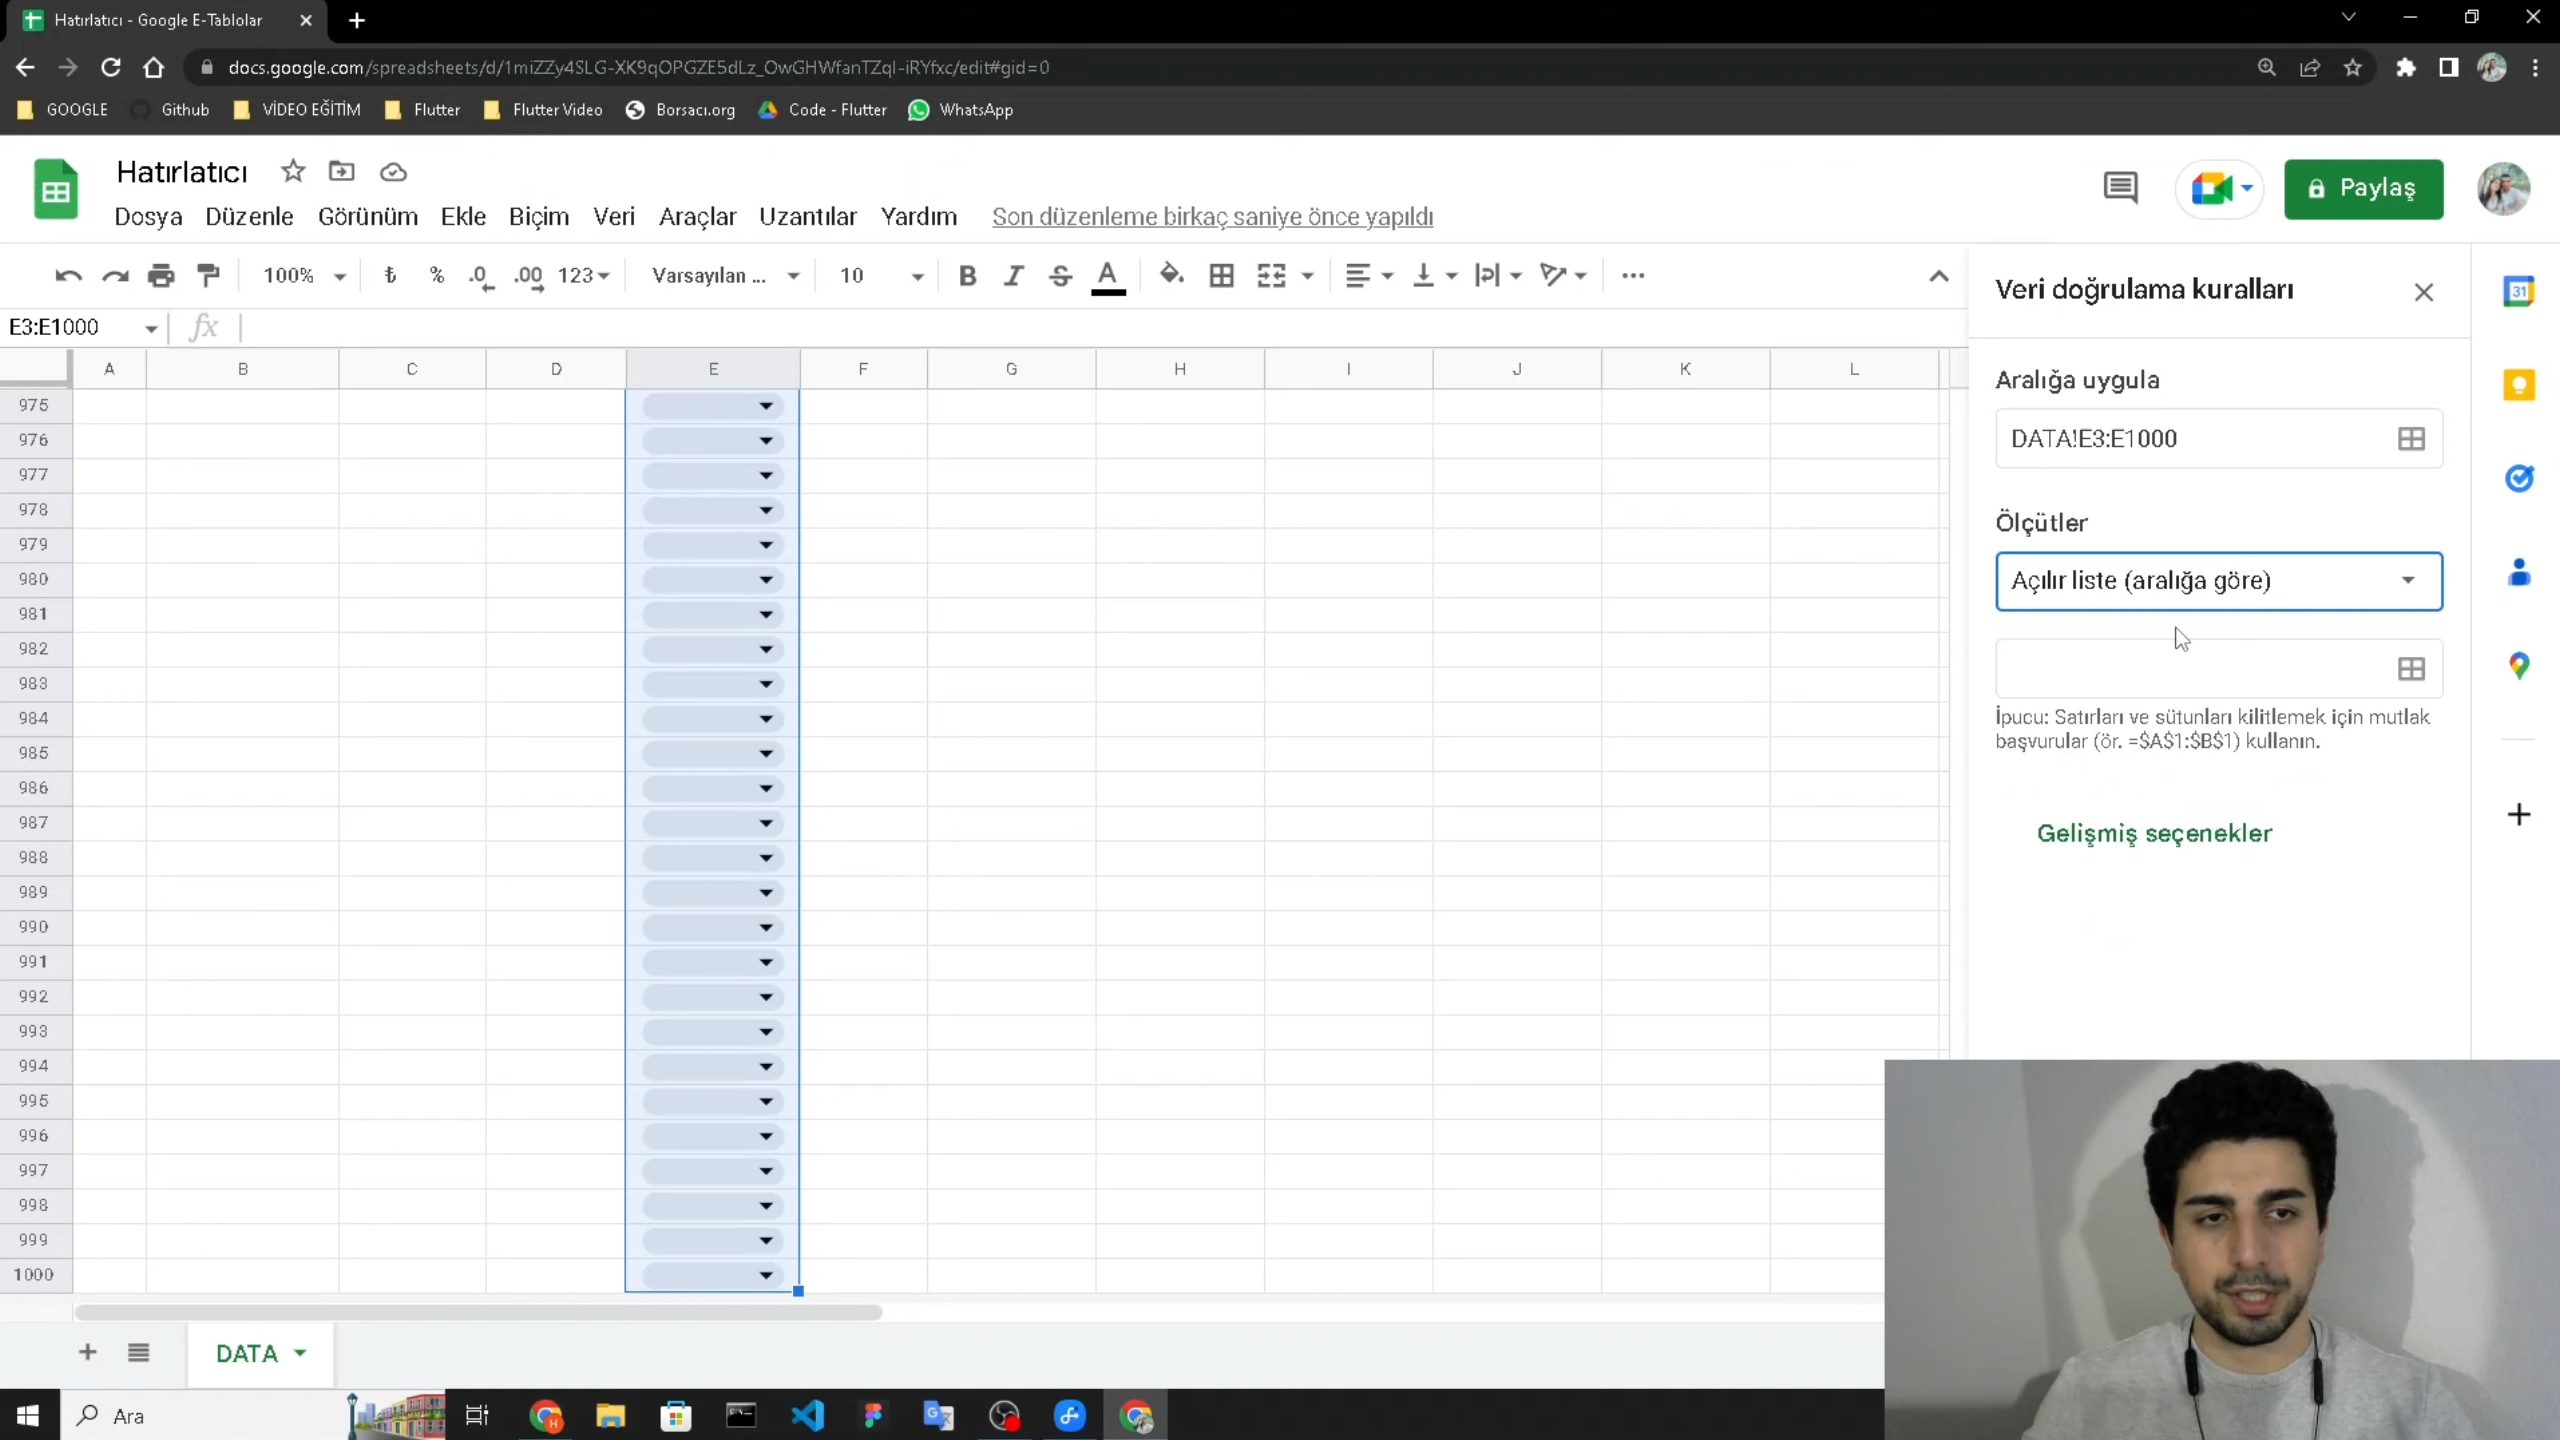 Hatırlatıcı - Google E-Tablolar
docs.google.com/spreadsheets/d/1miZZy4SLG-XK9qOPGZE5dLz_OwGHWfanTZqI-iRYfxc/edit#gid=0
GOOGLE Github VİDEO EĞİTİM Flutter Flutter Video Borsacı.org Code - Flutter WhatsApp
Hatırlatıcı
Paylaş
Dosya Düzenle Görünüm Ekle Biçim Veri Araçlar Uzantılar Yardım Son düzenleme birkaç saniye önce yapıldı
100% ₺ % .0 .00 123 Varsayılan ... 10 B I S A
Veri doğrulama kuralları
31
E3:E1000 fx
A B C D E F G H I J K L
Aralığa uygula
DATA!E3:E1000
Ölçütler
Açılır liste (aralığa göre)
İpucu: Satırları ve sütunları kilitlemek için mutlak
başvurular (ör. =$A$1:$B$1) kullanın.
Gelişmiş seçenekler
975
976
977
978
979
980
981
982
983
984
985
986
987
988
989
990
991
992
993
994
995
996
997
998
999
1000
DATA
Ara